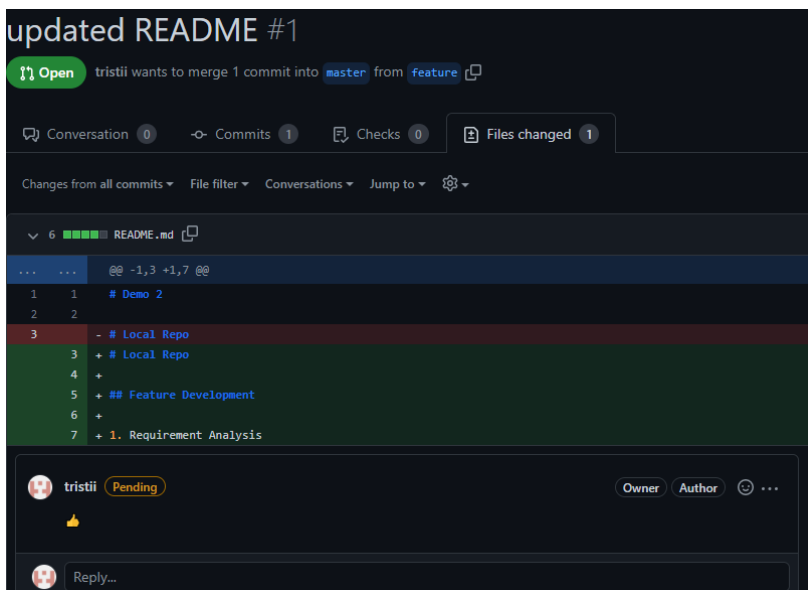 updated README #1
Open tristii wants to merge 1 commit into master from feature
Conversation 0 Commits 1 Checks 0 Files changed 1
Changes from all commits File filter Conversations Jump to
6 README.md
... ... @@ -1,3 +1,7 @@
1 1 # Demo 2
2 2
3 - # Local Repo
3 + # Local Repo
4 +
5 + ## Feature Development
6 +
7 + 1. Requirement Analysis
tristii Pending Owner Author ...
Reply...